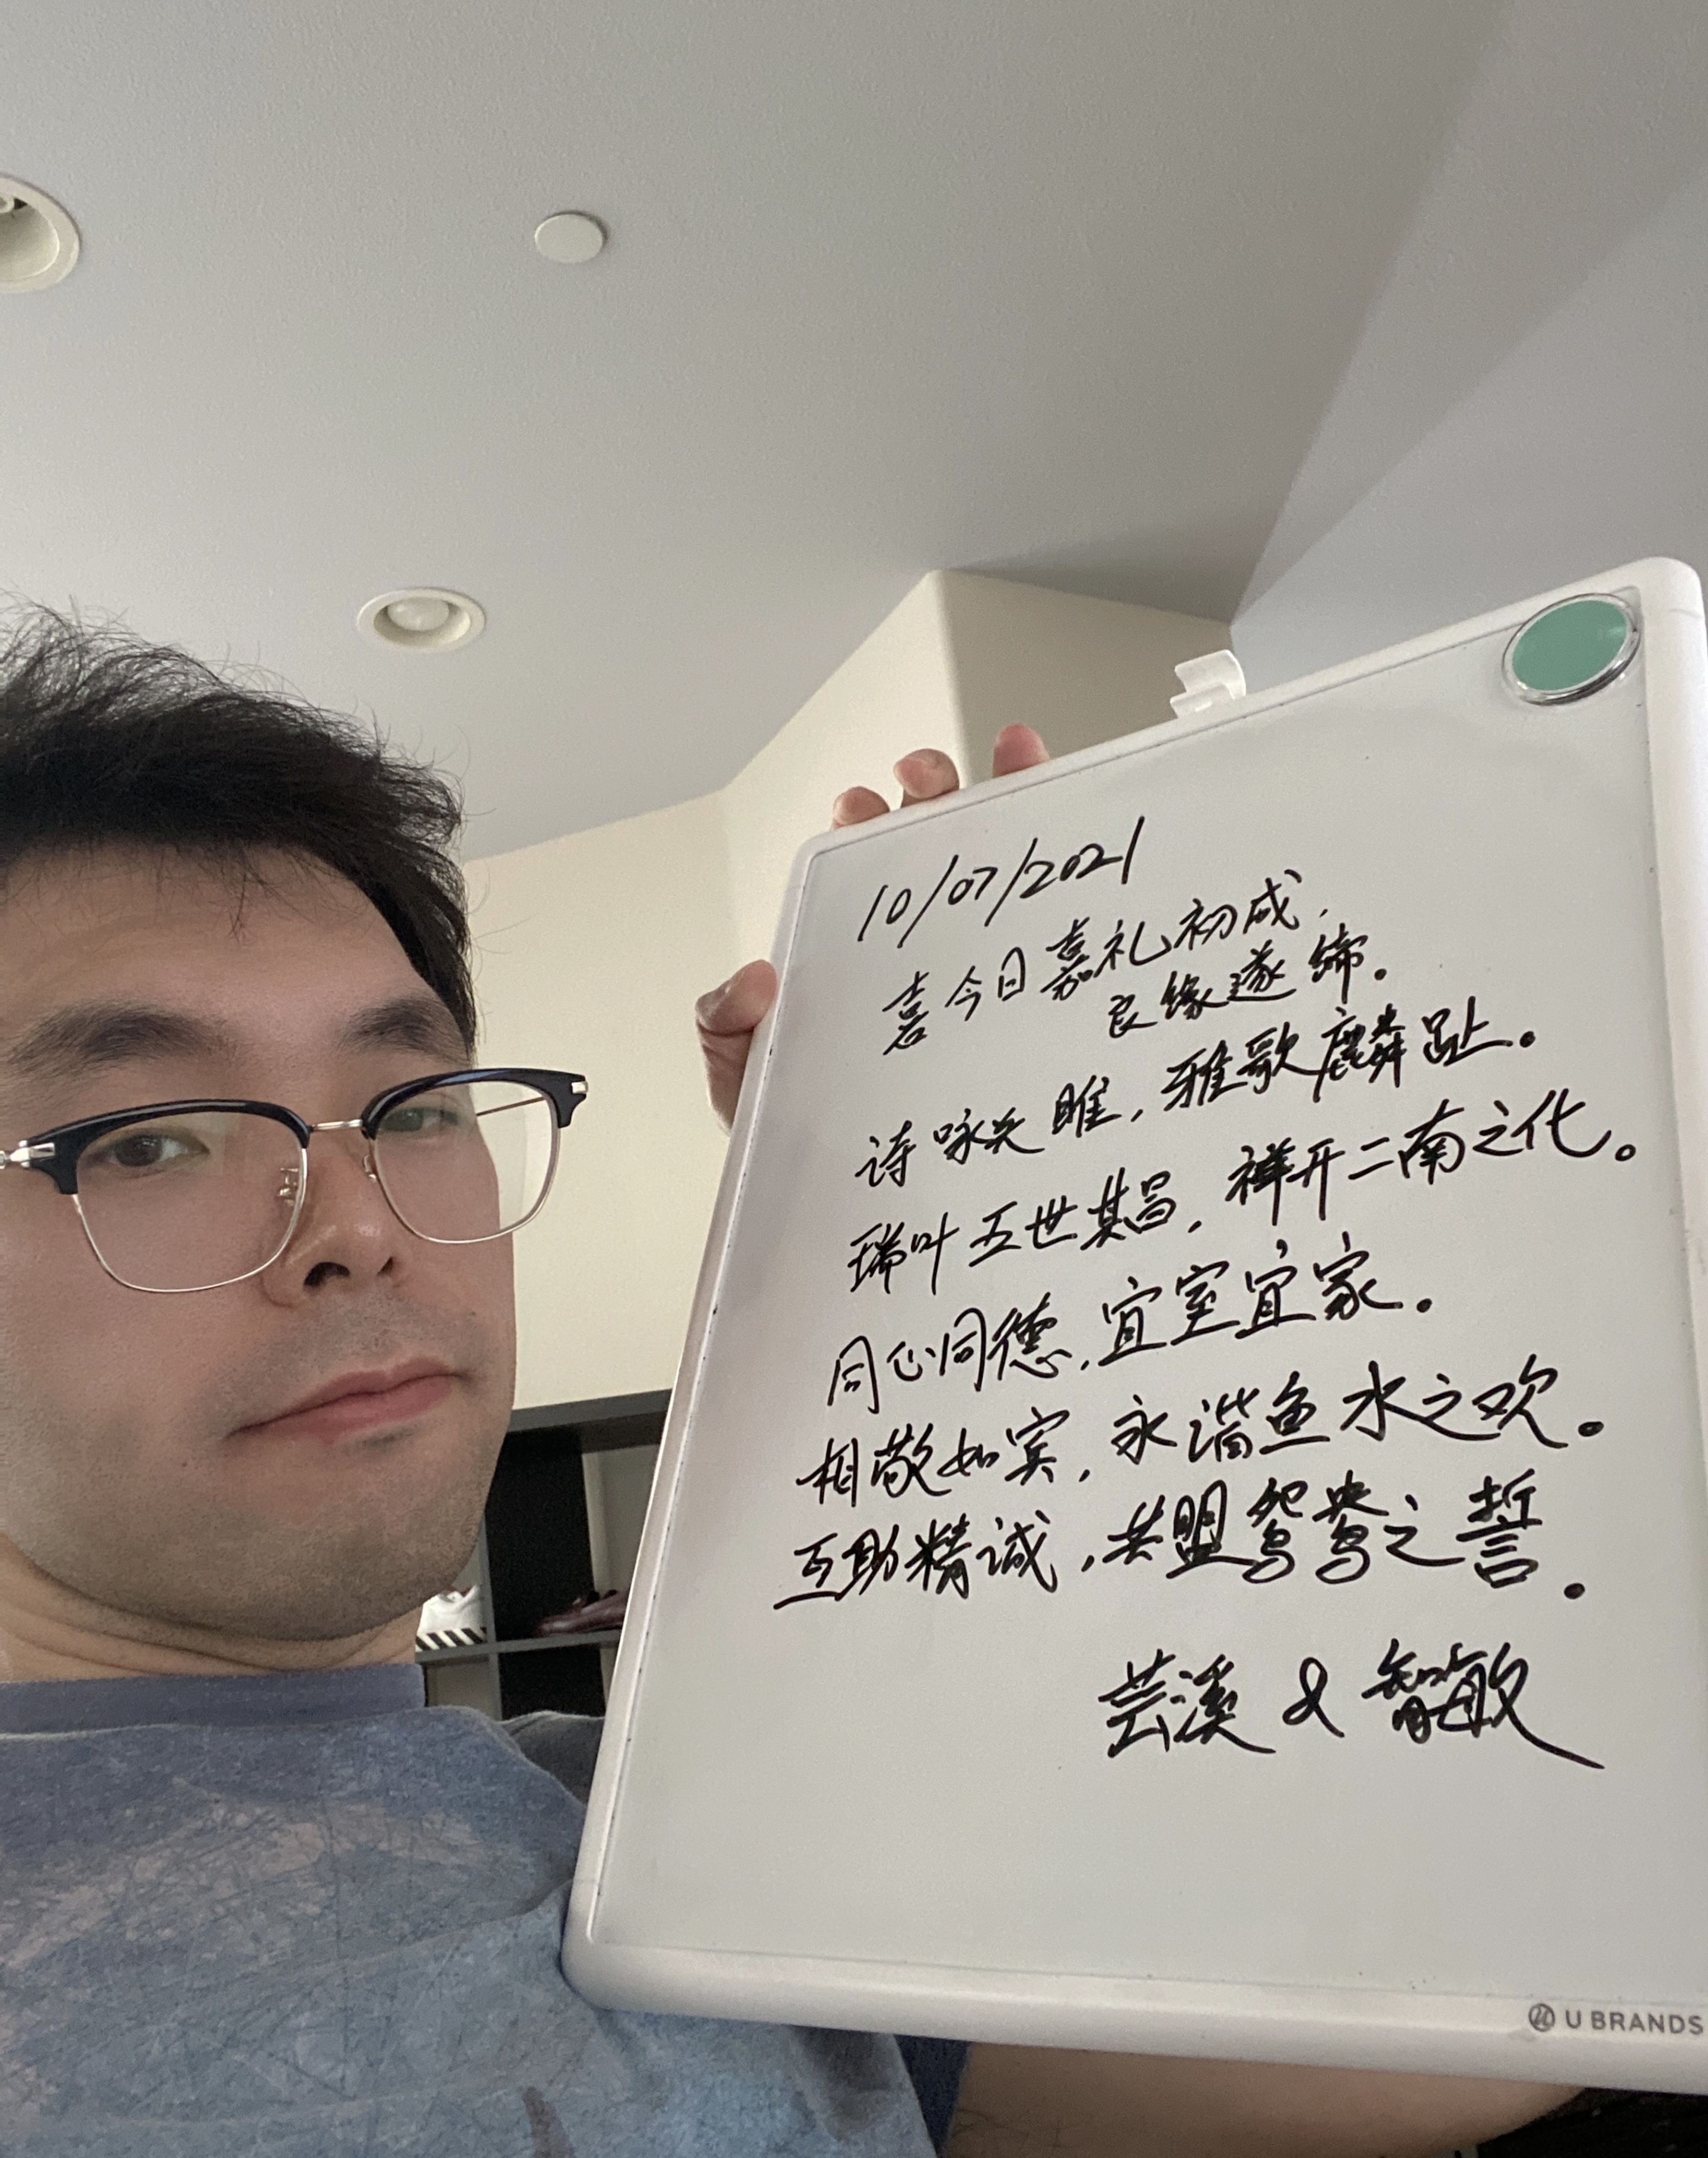 10/07/2021
喜今日嘉礼初成,
良缘遂缔。
诗咏关雎,雅歌麟趾。
瑞叶五世其昌,祥开二南之化。
同心同德,宜室宜家。
相敬如宾,永谐鱼水之欢。
互助精诚,共盟鸳鸯之誓。
芸溪 & 智敏
U BRANDS